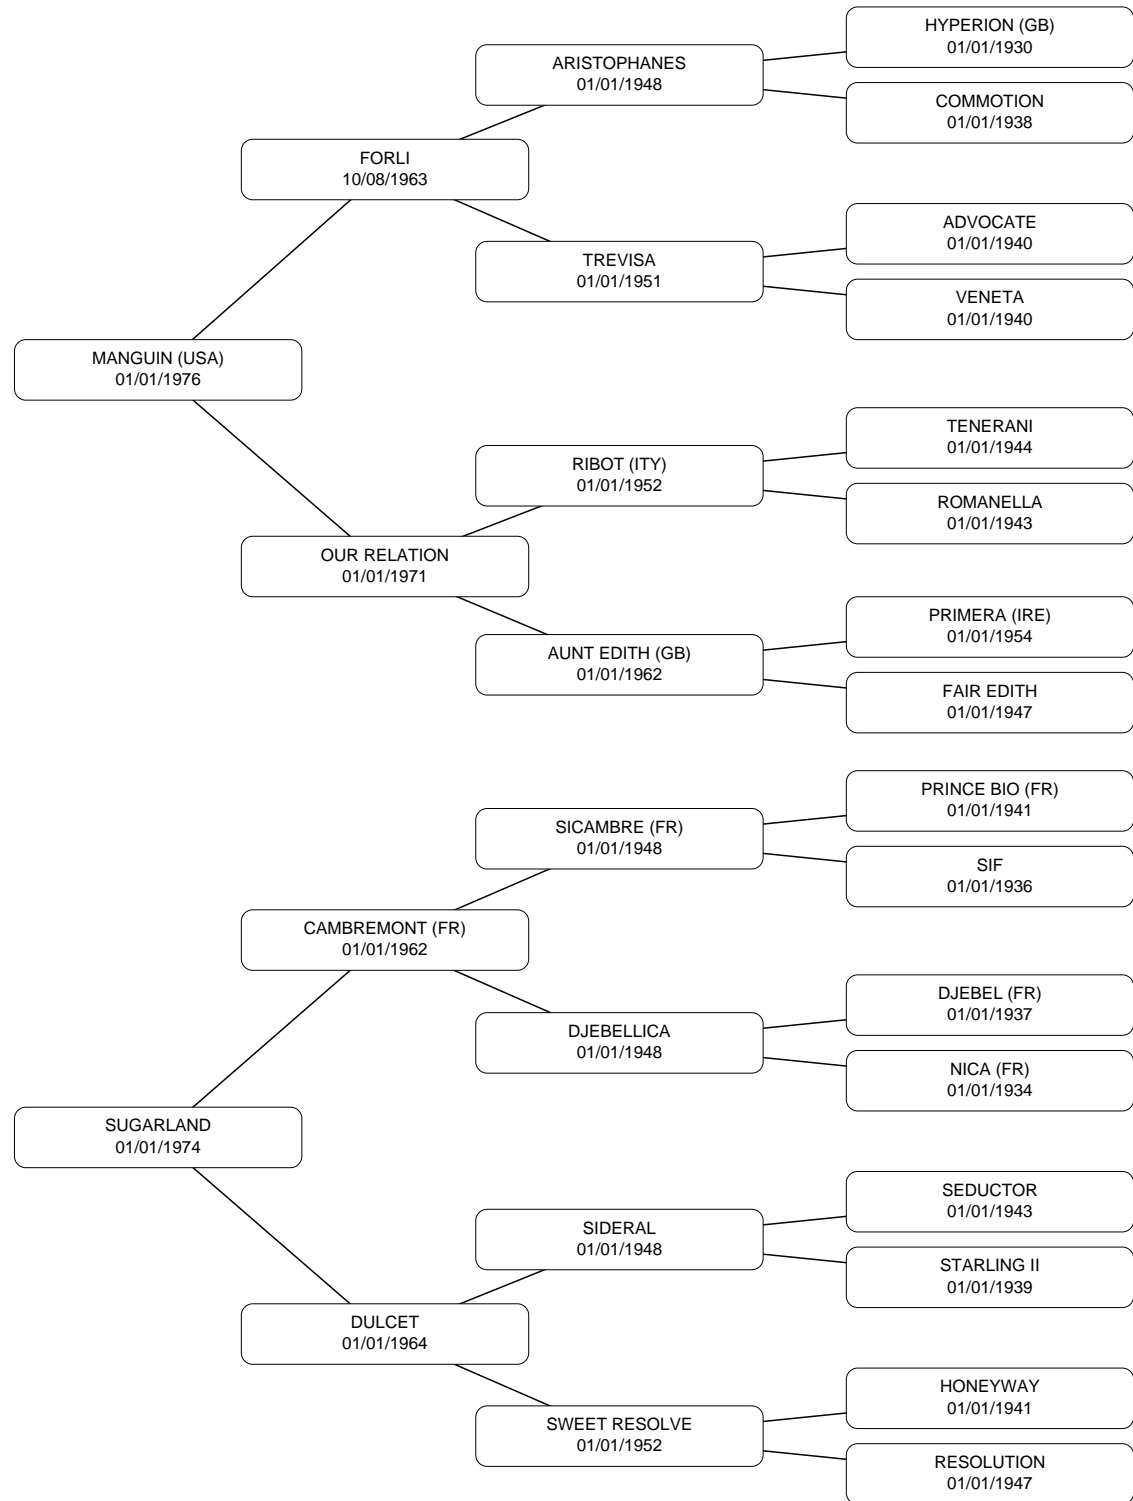 HYPERION (GB)
01/01/1930
ARISTOPHANES
01/01/1948
COMMOTION
01/01/1938
FORLI
10/08/1963
ADVOCATE
01/01/1940
TREVISA
01/01/1951
VENETA
01/01/1940
MANGUIN (USA)
01/01/1976
TENERANI
01/01/1944
RIBOT (ITY)
01/01/1952
ROMANELLA
01/01/1943
OUR RELATION
01/01/1971
PRIMERA (IRE)
01/01/1954
AUNT EDITH (GB)
01/01/1962
FAIR EDITH
01/01/1947
PRINCE BIO (FR)
01/01/1941
SICAMBRE (FR)
01/01/1948
SIF
01/01/1936
CAMBREMONT (FR)
01/01/1962
DJEBEL (FR)
01/01/1937
DJEBELLICA
01/01/1948
NICA (FR)
01/01/1934
SUGARLAND
01/01/1974
SEDUCTOR
01/01/1943
SIDERAL
01/01/1948
STARLING II
01/01/1939
DULCET
01/01/1964
HONEYWAY
01/01/1941
SWEET RESOLVE
01/01/1952
RESOLUTION
01/01/1947